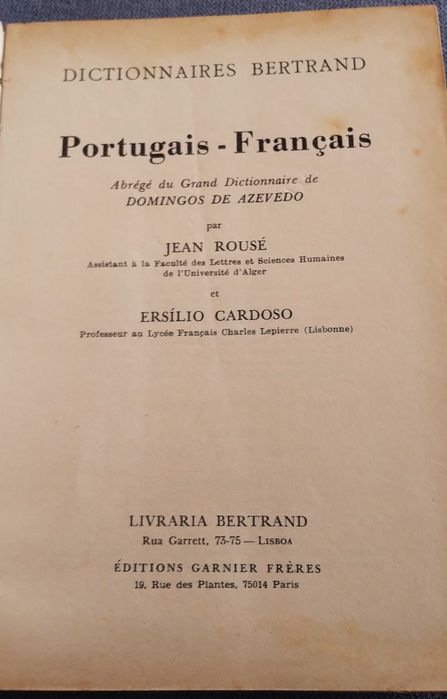 DICTIONNAIRES BERTRAND
Portugais - Français
Abrégé du Grand Dictionnaire de
DOMINGOS DE AZEVEDO
par
JEAN ROUSÉ
Assistant à la Faculté des Lettres et Sciences Humaines
de l'Université d'Alger
et
ERSÍLIO CARDOSO
Professeur au Lycée Français Charles Lepierre (Lisbonne)
LIVRARIA BERTRAND
Rua Garrett, 73-75 — LISBOA
ÉDITIONS GARNIER FRÈRES
19, Rue des Plantes, 75014 Paris